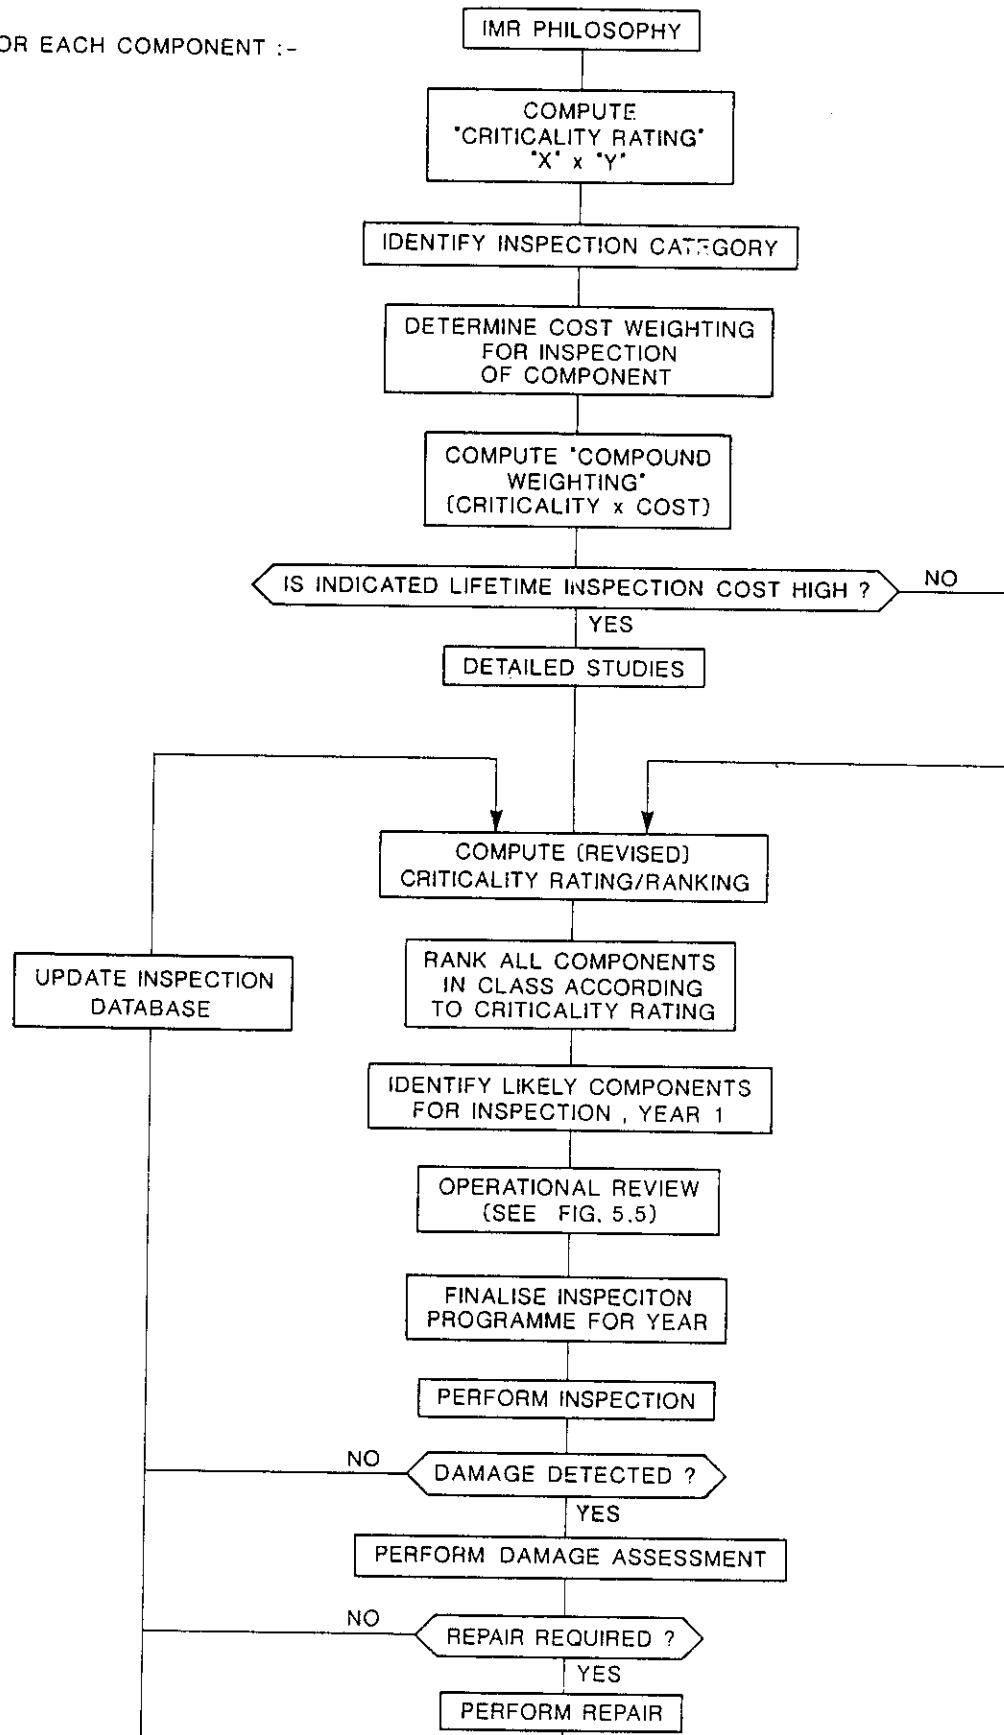 OR EACH COMPONENT :-
IMR PHILOSOPHY
COMPUTE
"CRITICALITY RATING"
"X" x "Y"
IDENTIFY INSPECTION CATEGORY
DETERMINE COST WEIGHTING
FOR INSPECTION
OF COMPONENT
COMPUTE "COMPOUND
WEIGHTING"
(CRITICALITY x COST)
IS INDICATED LIFETIME INSPECTION COST HIGH ?
NO
YES
DETAILED STUDIES
COMPUTE (REVISED)
CRITICALITY RATING/RANKING
UPDATE INSPECTION
DATABASE
RANK ALL COMPONENTS
IN CLASS ACCORDING
TO CRITICALITY RATING
IDENTIFY LIKELY COMPONENTS
FOR INSPECTION , YEAR 1
OPERATIONAL REVIEW
(SEE FIG. 5.5)
FINALISE INSPECITON
PROGRAMME FOR YEAR
PERFORM INSPECTION
NO
DAMAGE DETECTED ?
YES
PERFORM DAMAGE ASSESSMENT
NO
REPAIR REQUIRED ?
YES
PERFORM REPAIR